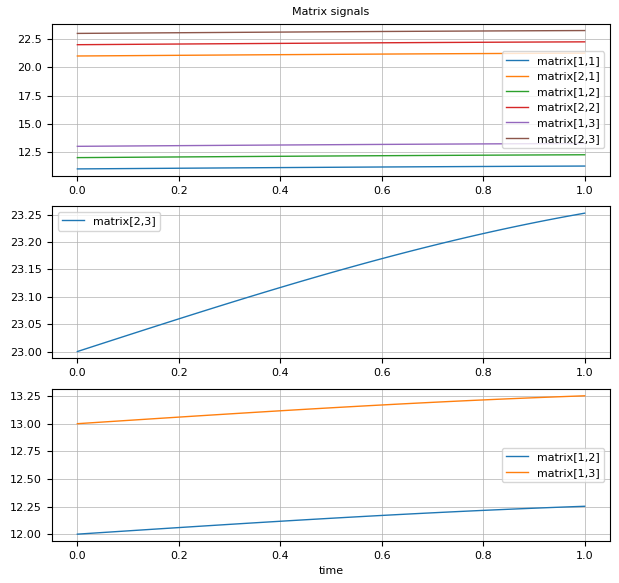 Matrix signals
22.5
20.0
17.5
15.0
12.5
matrix[1,1]
matrix[2,1]
matrix[1,2]
matrix[2,2]
matrix[1,3]
matrix[2,3]
0.0 0.2 0.4 0.6 0.8 1.0
23.25
23.20
23.15
23.10
23.05
23.00
matrix[2,3]
0.0 0.2 0.4 0.6 0.8 1.0
13.25
13.00
12.75
12.50
12.25
12.00
matrix[1,2]
matrix[1,3]
0.0 0.2 0.4 0.6 0.8 1.0
time